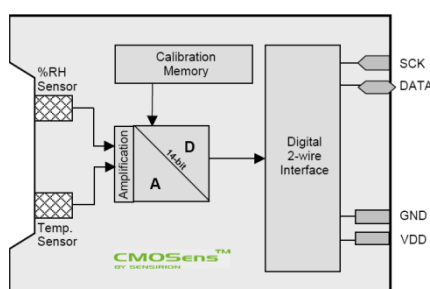 Calibration
Memory
%RH
Sensor
SCK
DATA
Amplification
14-bit
D
A
Digital
2-wire
Interface
Temp.
Sensor
GND
VDD
CMOSens™
BY SENSIRION